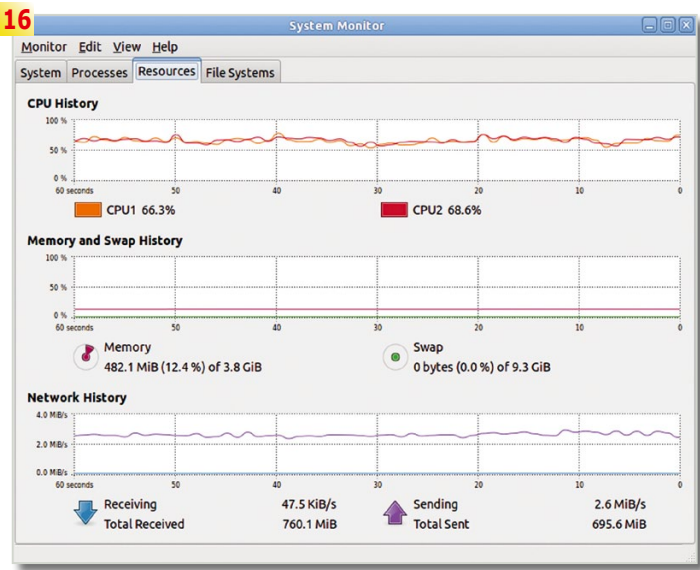 16
System Monitor
Monitor Edit View Help
System Processes Resources File Systems
CPU History
100 %
50 %
0 %
60 seconds 50 40 30 20 10 0
CPU1 66.3% CPU2 68.6%
Memory and Swap History
100 %
50 %
0 %
60 seconds 50 40 30 20 10 0
Memory Swap
482.1 MiB (12.4 %) of 3.8 GiB 0 bytes (0.0 %) of 9.3 GiB
Network History
4.0 MiB/s
2.0 MiB/s
0.0 MiB/s
60 seconds 50 40 30 20 10 0
Receiving 47.5 KiB/s Sending 2.6 MiB/s
Total Received 760.1 MiB Total Sent 695.6 MiB